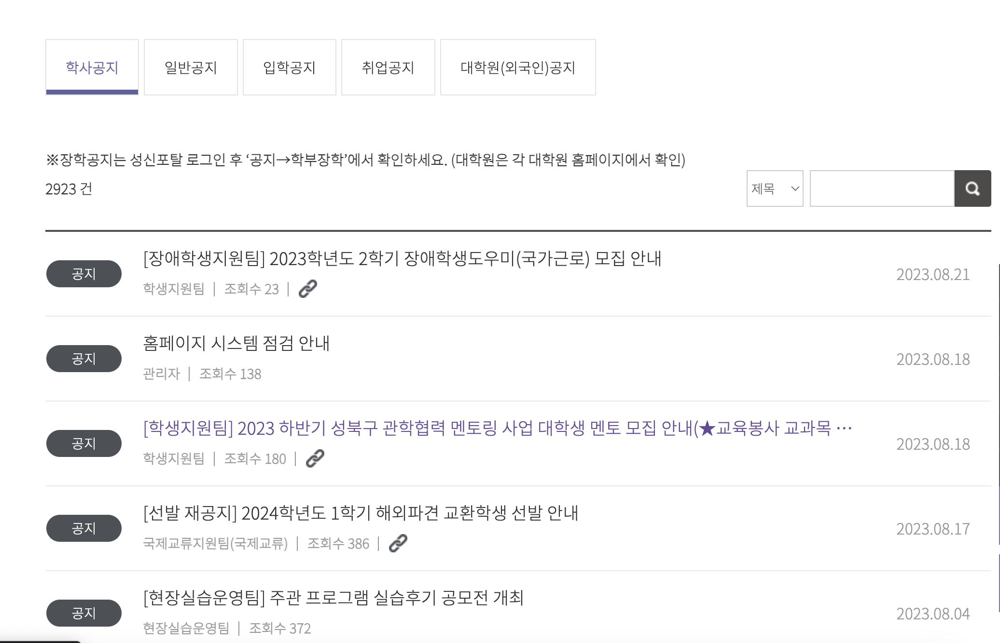 학사공지 일반공지 입학공지 취업공지 대학원(외국인)공지
※장학공지는 성신포탈 로그인 후 ‘공지→학부장학’에서 확인하세요. (대학원은 각 대학원 홈페이지에서 확인)
2923 건 제목
[장애학생지원팀] 2023학년도 2학기 장애학생도우미(국가근로) 모집 안내
공지 2023.08.21
학생지원팀 | 조회수 23 |
홈페이지 시스템 점검 안내
공지 2023.08.18
관리자 | 조회수 138
[학생지원팀] 2023 하반기 성북구 관학협력 멘토링 사업 대학생 멘토 모집 안내(★교육봉사 교과목 …
공지 2023.08.18
학생지원팀 | 조회수 180 |
[선발 재공지] 2024학년도 1학기 해외파견 교환학생 선발 안내
공지 2023.08.17
국제교류지원팀(국제교류) | 조회수 386 |
[현장실습운영팀] 주관 프로그램 실습후기 공모전 개최
공지 2023.08.04
현장실습운영팀 | 조회수 372